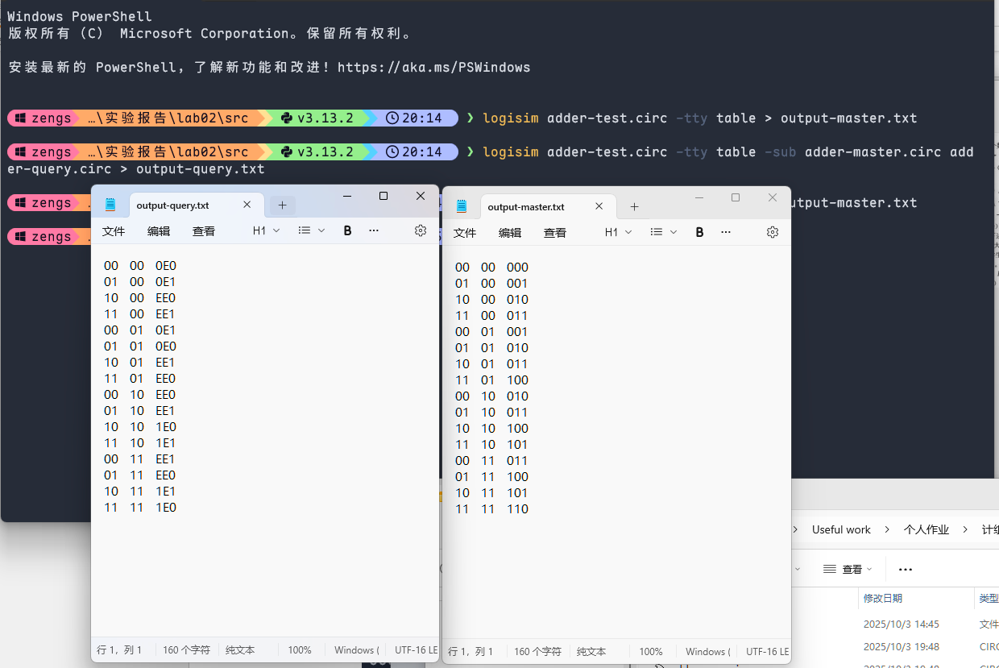 Windows PowerShell
版权所有（C） Microsoft Corporation。保留所有权利。
安装最新的 PowerShell，了解新功能和改进！https://aka.ms/PSWindows
zengs …\实验报告\lab02\src v3.13.2 20:14 ❯ logisim adder-test.circ -tty table > output-master.txt
zengs …\实验报告\lab02\src v3.13.2 20:14 ❯ logisim adder-test.circ -tty table -sub adder-master.circ add
er-query.circ > output-query.txt
zengs
utput-master.txt
zengs
output-query.txt
文件 编辑 查看 H1 B
00 00 0E0
01 00 0E1
10 00 EE0
11 00 EE1
00 01 0E1
01 01 0E0
10 01 EE1
11 01 EE0
00 10 EE0
01 10 EE1
10 10 1E0
11 10 1E1
00 11 EE1
01 11 EE0
10 11 1E1
11 11 1E0
行 1，列 1 160 个字符 纯文本 100% Windows ( UTF-16 LE
output-master.txt
文件 编辑 查看 H1 B
00 00 000
01 00 001
10 00 010
11 00 011
00 01 001
01 01 010
10 01 011
11 01 100
00 10 010
01 10 011
10 10 100
11 10 101
00 11 011
01 11 100
10 11 101
11 11 110
行 1，列 1 160 个字符 纯文本 100% Windows ( UTF-16 LE
Useful work > 个人作业 > 计组
查看
修改日期 类型
2025/10/3 14:45 文件
2025/10/3 19:48 CIRC